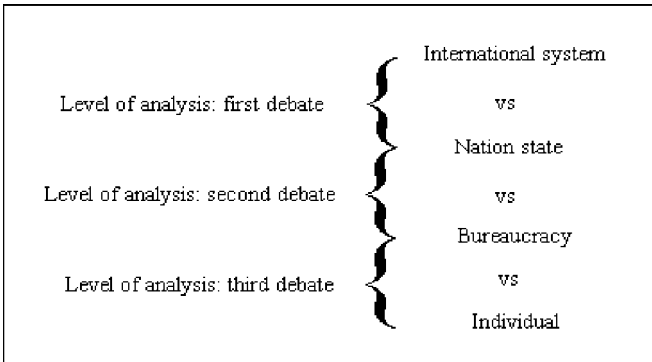 International system
Level of analysis: first debate vs
Nation state
Level of analysis: second debate vs
Bureaucracy
Level of analysis: third debate vs
Individual